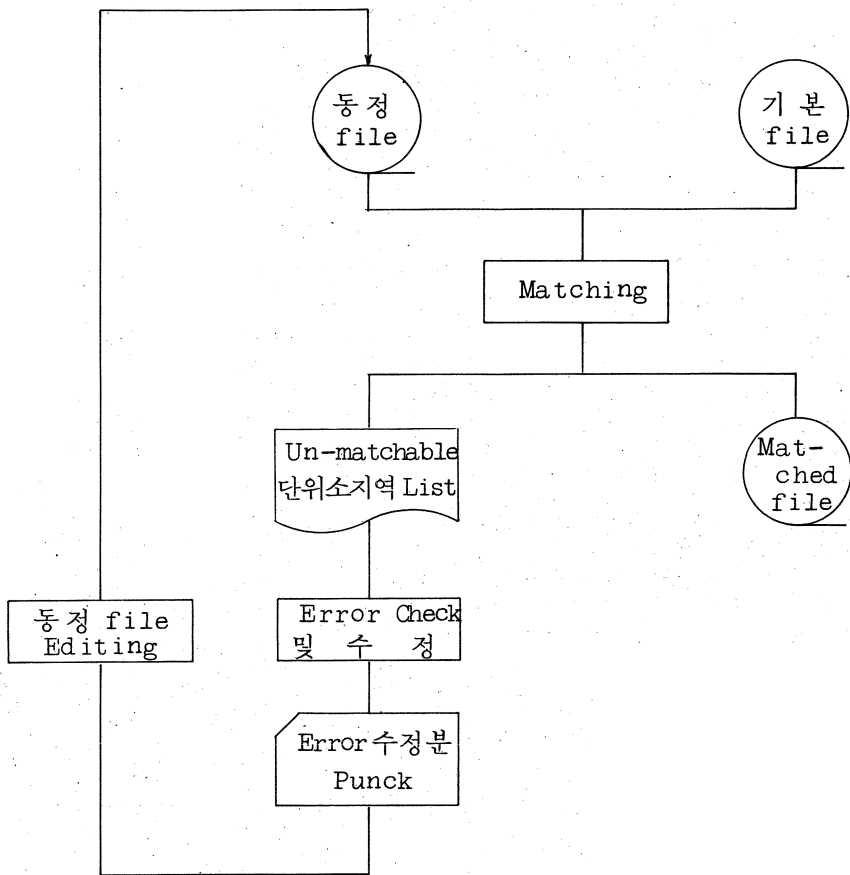 동 정
file
기 본
file
Matching
Un-matchable
단위소지역 List
Mat-
ched
file
동 정 file
Editing
Error Check
및 수 정
Error 수정분
Punck